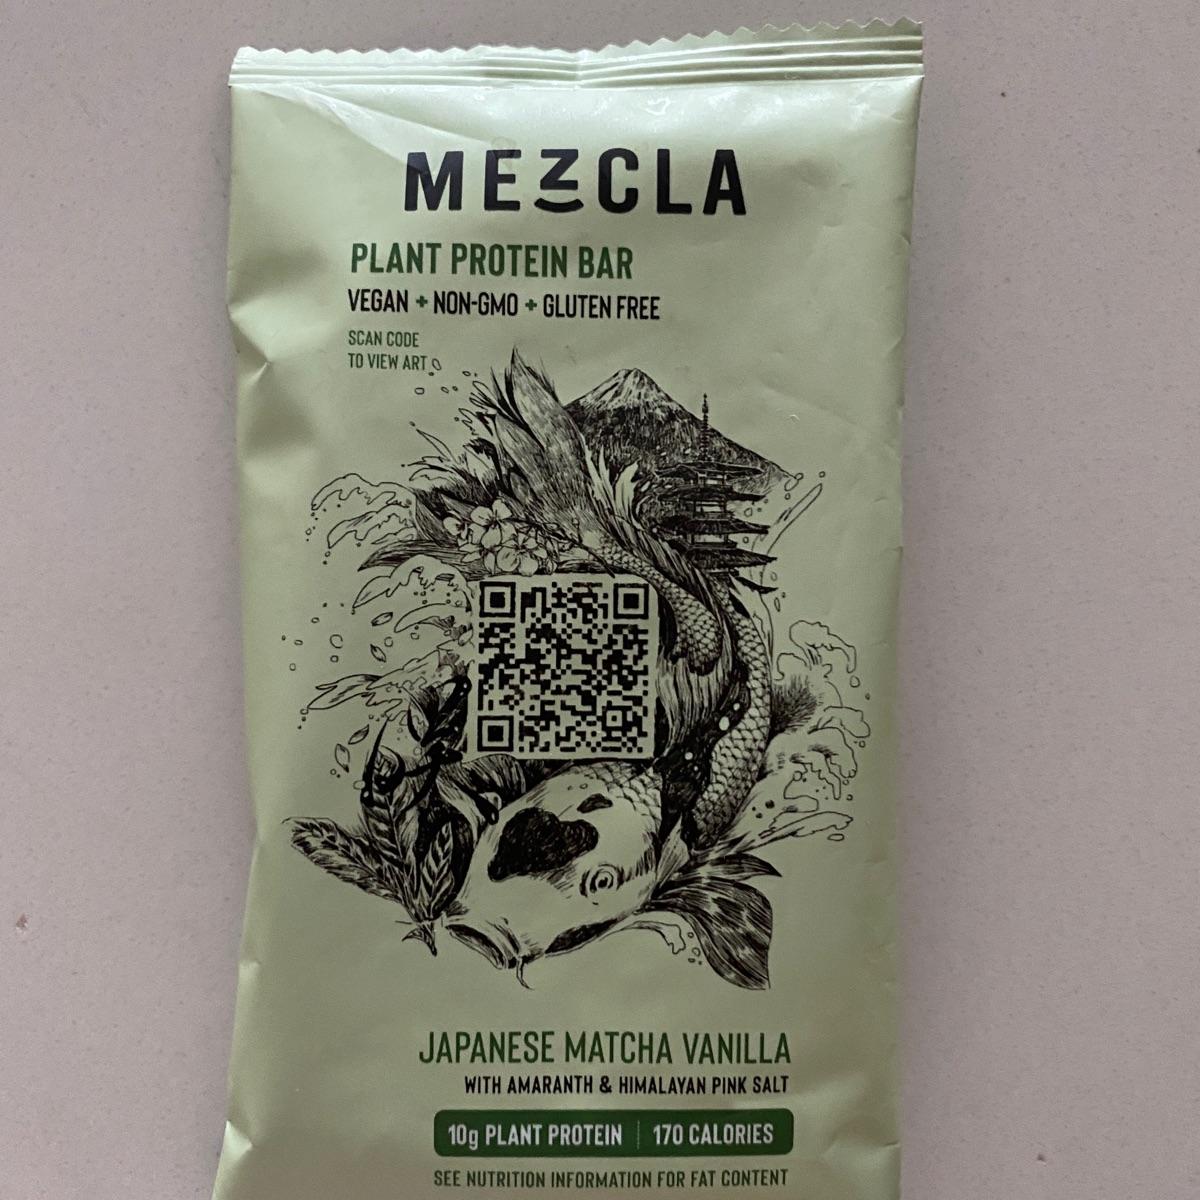 MEZCLA
PLANT PROTEIN BAR
VEGAN + NON-GMO + GLUTEN FREE
SCAN CODE
TO VIEW ART
JAPANESE MATCHA VANILLA
WITH AMARANTH & HIMALAYAN PINK SALT
10g PLANT PROTEIN | 170 CALORIES
SEE NUTRITION INFORMATION FOR FAT CONTENT